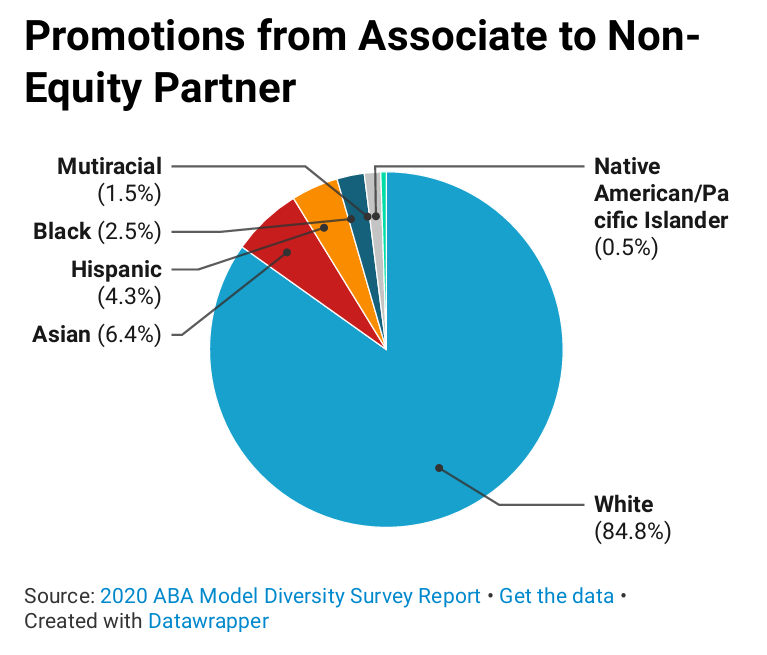 Promotions from Associate to Non-
Equity Partner
Mutiracial
(1.5%)
Black (2.5%)
Hispanic
(4.3%)
Asian (6.4%)
Native
American/Pa
cific Islander
(0.5%)
White
(84.8%)
Source: 2020 ABA Model Diversity Survey Report • Get the data •
Created with Datawrapper